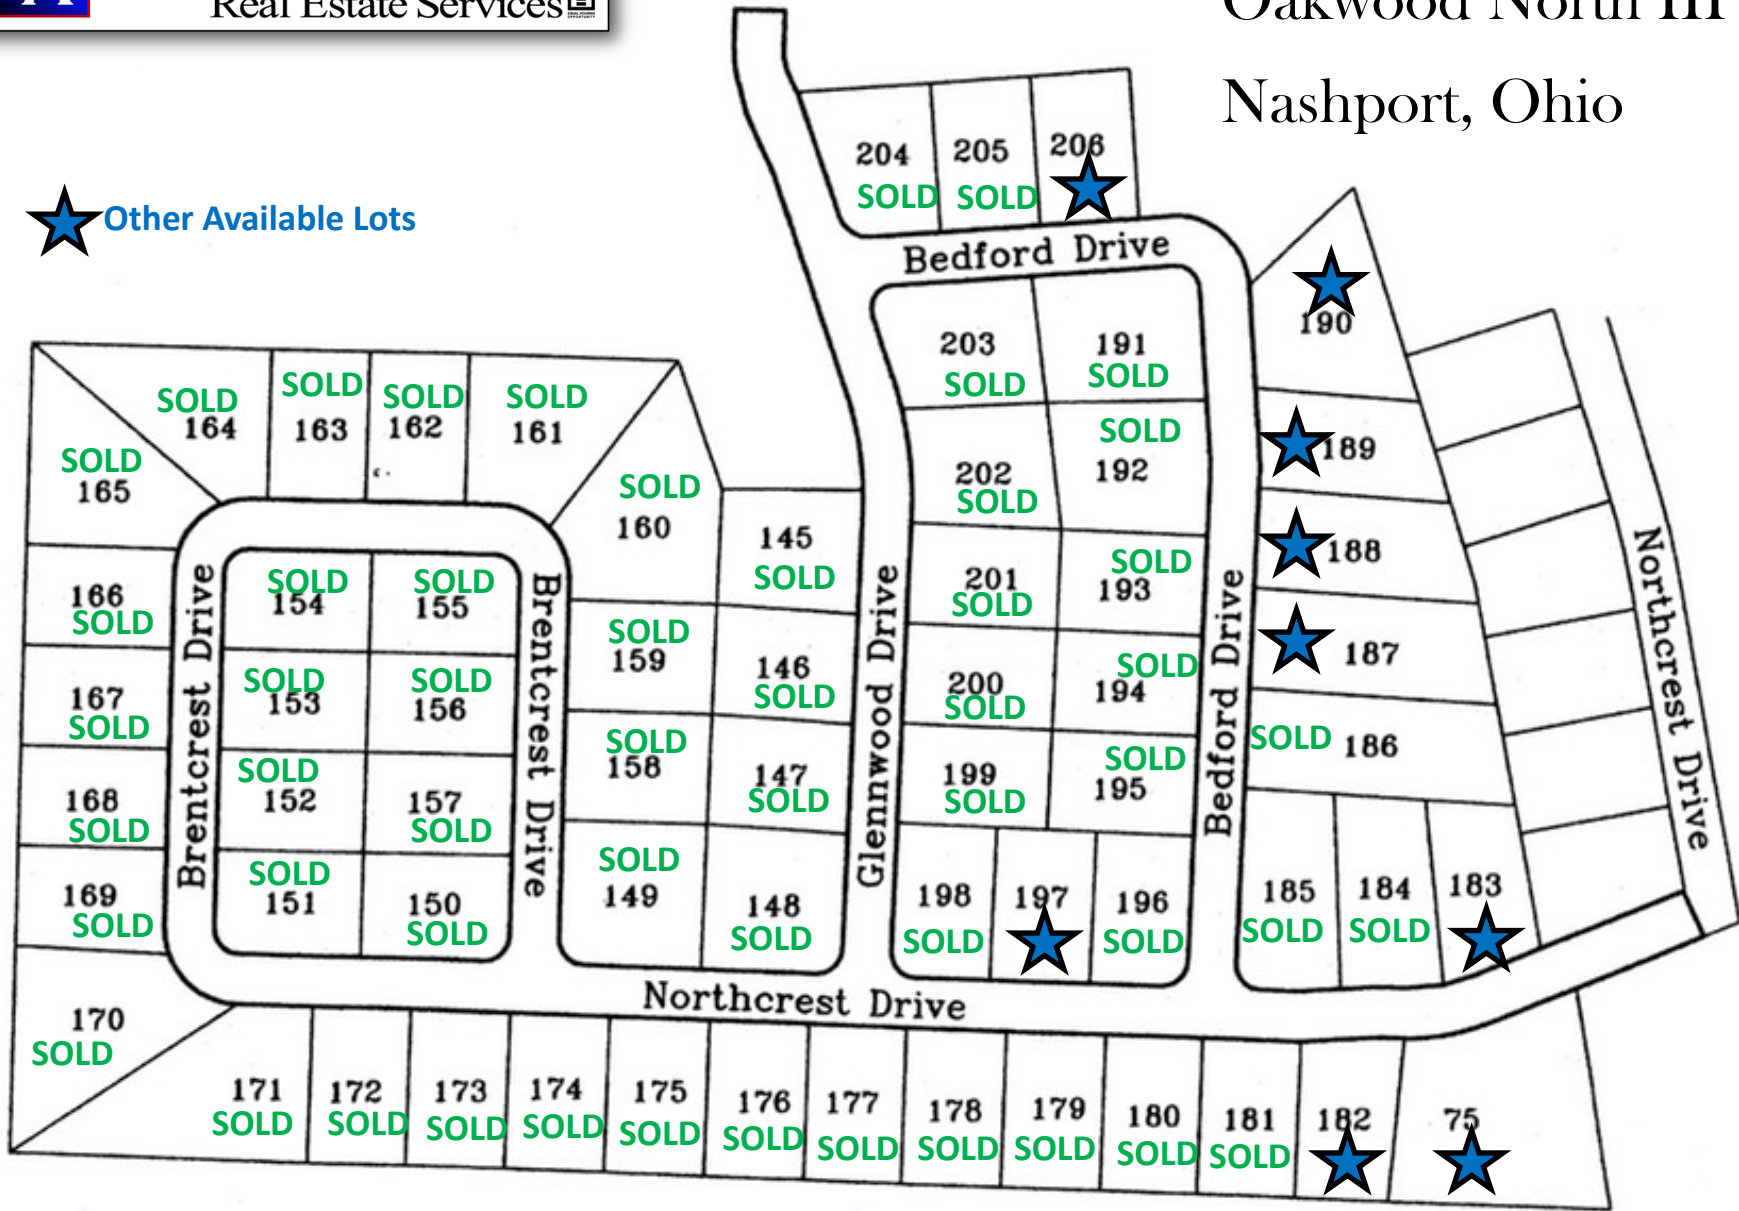 Real Estate Services
EQUAL HOUSING
OPPORTUNITY
Oakwood North III
Nashport, Ohio
Other Available Lots
204
SOLD
205
SOLD
206
Bedford Drive
190
203
SOLD
191
SOLD
189
202
SOLD
SOLD
192
188
201
SOLD
SOLD
193
187
200
SOLD
SOLD
194
SOLD 186
199
SOLD
SOLD
195
198
SOLD
197
196
SOLD
185
SOLD
184
SOLD
183
Bedford Drive
Northcrest Drive
Glennwood Drive
SOLD
164
SOLD
163
SOLD
162
SOLD
161
SOLD
165
SOLD
160
145
SOLD
166
SOLD
SOLD
154
SOLD
155
SOLD
159
146
SOLD
167
SOLD
SOLD
153
SOLD
156
SOLD
158
147
SOLD
168
SOLD
SOLD
152
157
SOLD
SOLD
149
148
SOLD
169
SOLD
SOLD
151
150
SOLD
Brentcrest Drive
Brentcrest Drive
Northcrest Drive
170
SOLD
171
SOLD
172
SOLD
173
SOLD
174
SOLD
175
SOLD
176
SOLD
177
SOLD
178
SOLD
179
SOLD
180
SOLD
181
SOLD
182
75